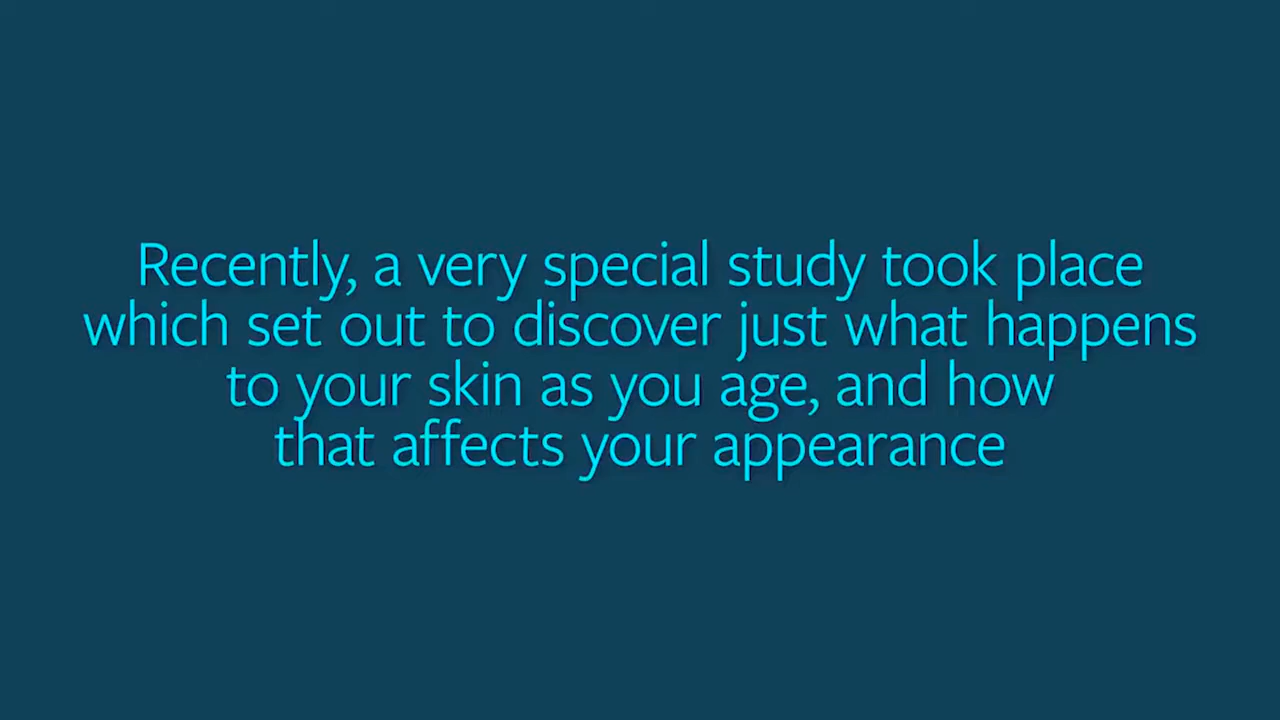 Recently, a very special study took place
which set out to discover just what happens
to your skin as you age, and how
that affects your appearance